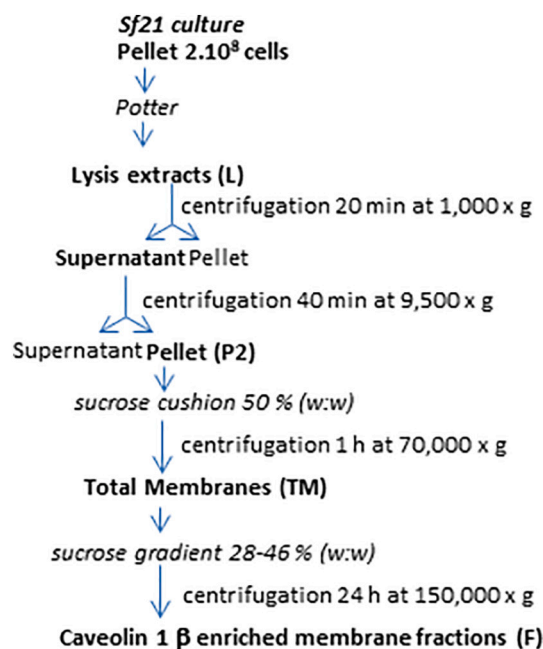 Sf21 culture
Pellet 2.10⁸ cells
Potter
Lysis extracts (L)
centrifugation 20 min at 1,000 x g
Supernatant Pellet
centrifugation 40 min at 9,500 x g
Supernatant Pellet (P2)
sucrose cushion 50 % (w:w)
centrifugation 1 h at 70,000 x g
Total Membranes (TM)
sucrose gradient 28-46 % (w:w)
centrifugation 24 h at 150,000 x g
Caveolin 1 β enriched membrane fractions (F)